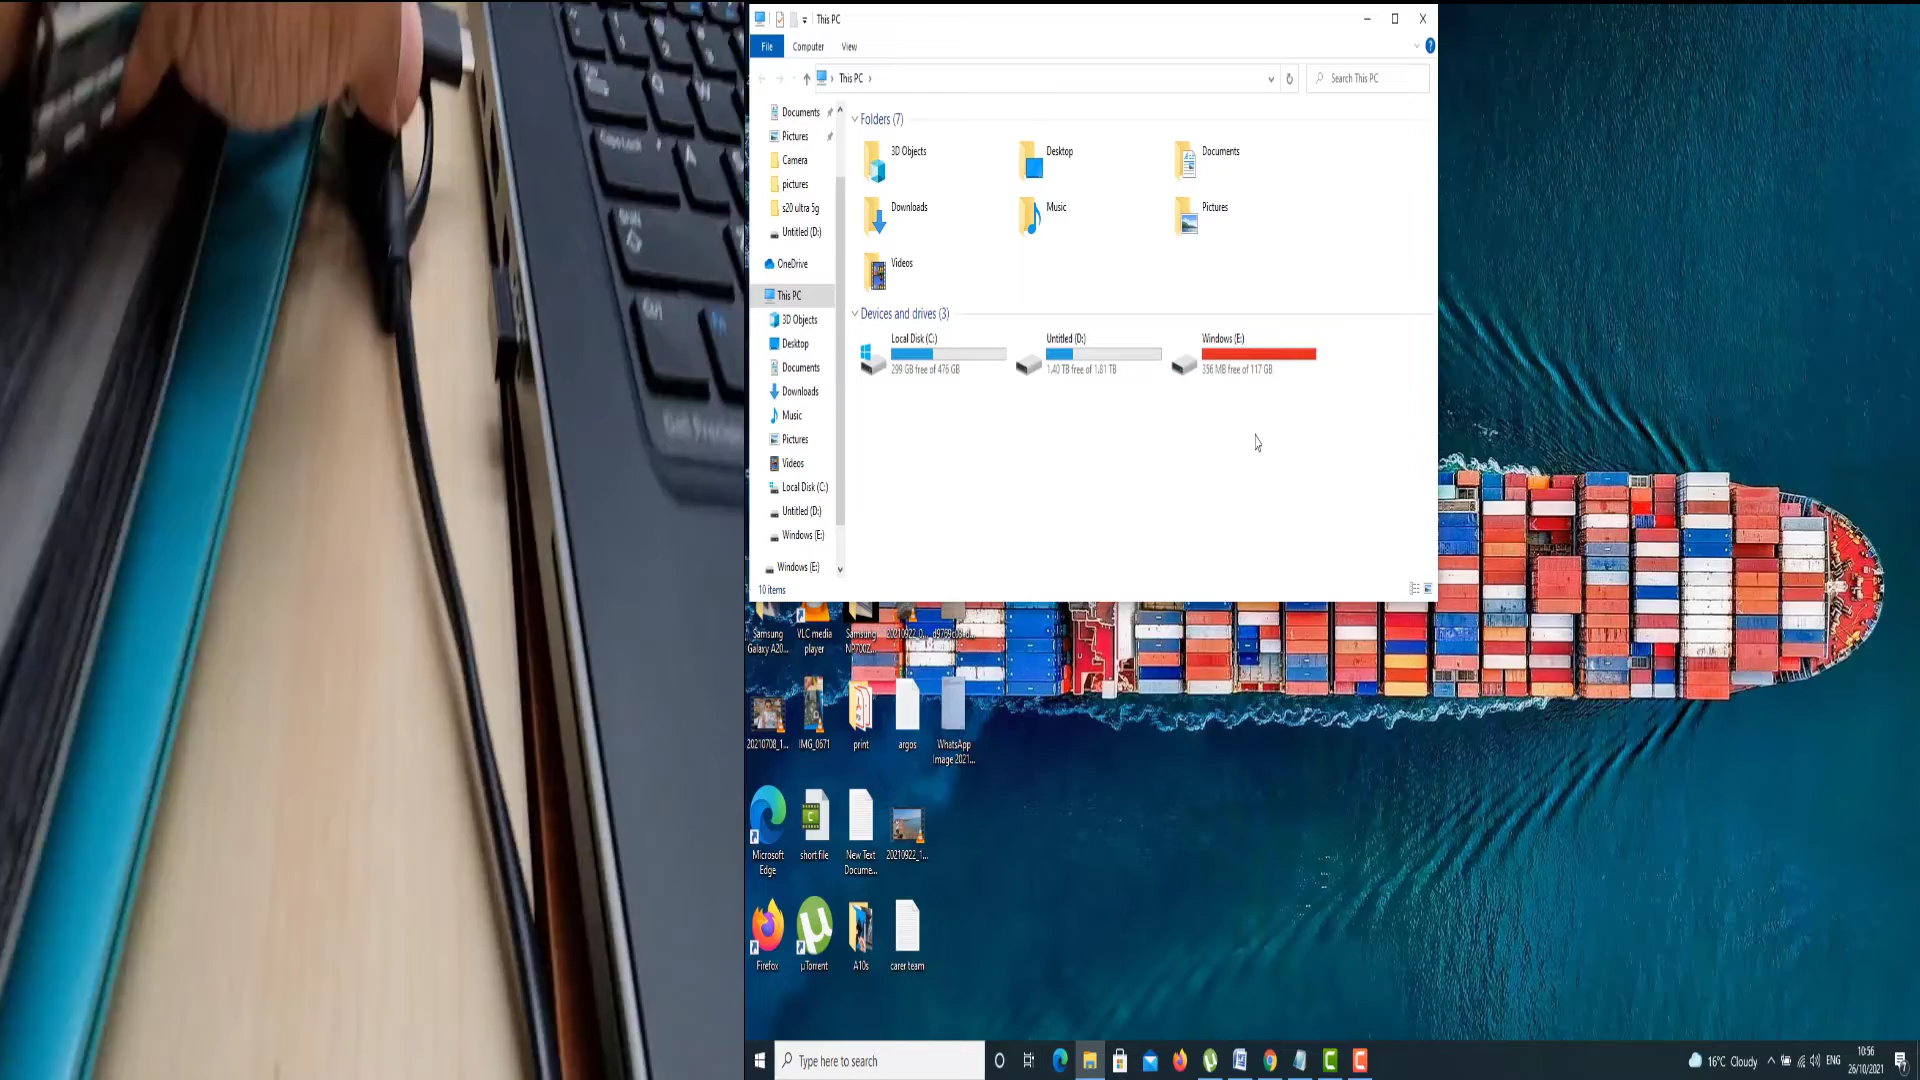 This PC
File
Computer
View
This PC
Search This PC
Documents
Pictures
Camera
pictures
s20 ultra 5g
Untitled (D:)
OneDrive
This PC
3D Objects
Desktop
Documents
Downloads
Music
Pictures
Videos
Local Disk (C:)
Untitled (D:)
Windows (E:)
Windows (E:)
Folders (7)
3D Objects
Desktop
Documents
Downloads
Music
Pictures
Videos
Devices and drives (3)
Local Disk (C:)
299 GB free of 476 GB
Untitled (D:)
1.40 TB free of 1.81 TB
Windows (E:)
356 MB free of 117 GB
10 items
Samsung
Galaxy A20...
VLC media
player
Samsung
NP700Z...
20210922_0...
20210708_1...
IMG_0671
print
argos
WhatsApp
Image 2021...
Microsoft
Edge
short file
New Text
Docume...
20210922_1...
Firefox
µTorrent
A10s
carer team
Type here to search
16°C Cloudy
ENG
10:56
26/10/2021